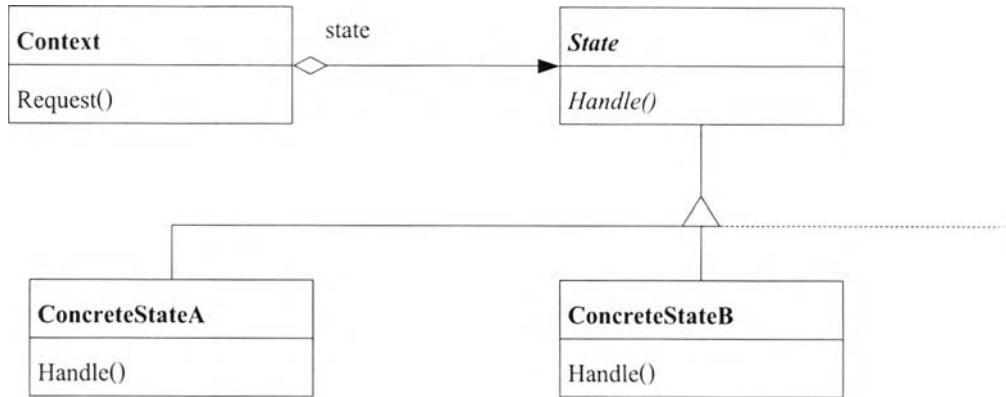 state
Context
State
Request()
Handle()
ConcreteStateA
ConcreteStateB
Handle()
Handle()